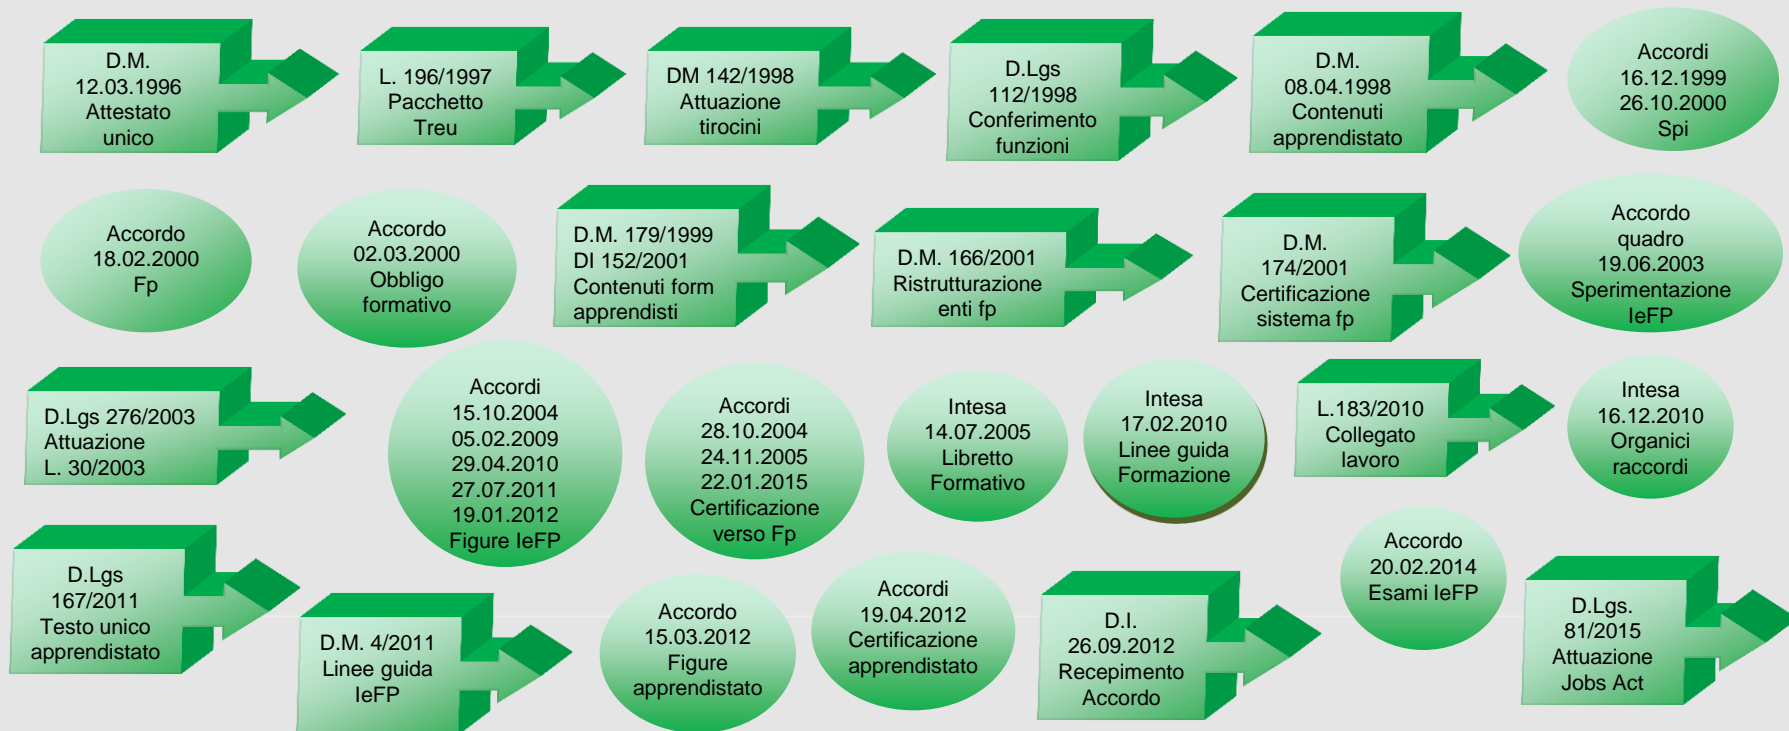 D.M.
12.03.1996
Attestato
unico
L. 196/1997
Pacchetto
Treu
DM 142/1998
Attuazione
tirocini
D.Lgs
112/1998
Conferimento
funzioni
D.M.
08.04.1998
Contenuti
apprendistato
Accordi
16.12.1999
26.10.2000
Spi
Accordo
18.02.2000
Fp
Accordo
02.03.2000
Obbligo
formativo
D.M. 179/1999
DI 152/2001
Contenuti form
apprendisti
D.M. 166/2001
Ristrutturazione
enti fp
D.M.
174/2001
Certificazione
sistema fp
Accordo
quadro
19.06.2003
Sperimentazione
IeFP
D.Lgs 276/2003
Attuazione
L. 30/2003
Accordi
15.10.2004
05.02.2009
29.04.2010
27.07.2011
19.01.2012
Figure IeFP
Accordi
28.10.2004
24.11.2005
22.01.2015
Certificazione
verso Fp
Intesa
14.07.2005
Libretto
Formativo
Intesa
17.02.2010
Linee guida
Formazione
L.183/2010
Collegato
lavoro
Intesa
16.12.2010
Organici
raccordi
D.Lgs
167/2011
Testo unico
apprendistato
D.M. 4/2011
Linee guida
IeFP
Accordo
15.03.2012
Figure
apprendistato
Accordi
19.04.2012
Certificazione
apprendistato
D.I.
26.09.2012
Recepimento
Accordo
Accordo
20.02.2014
Esami IeFP
D.Lgs.
81/2015
Attuazione
Jobs Act